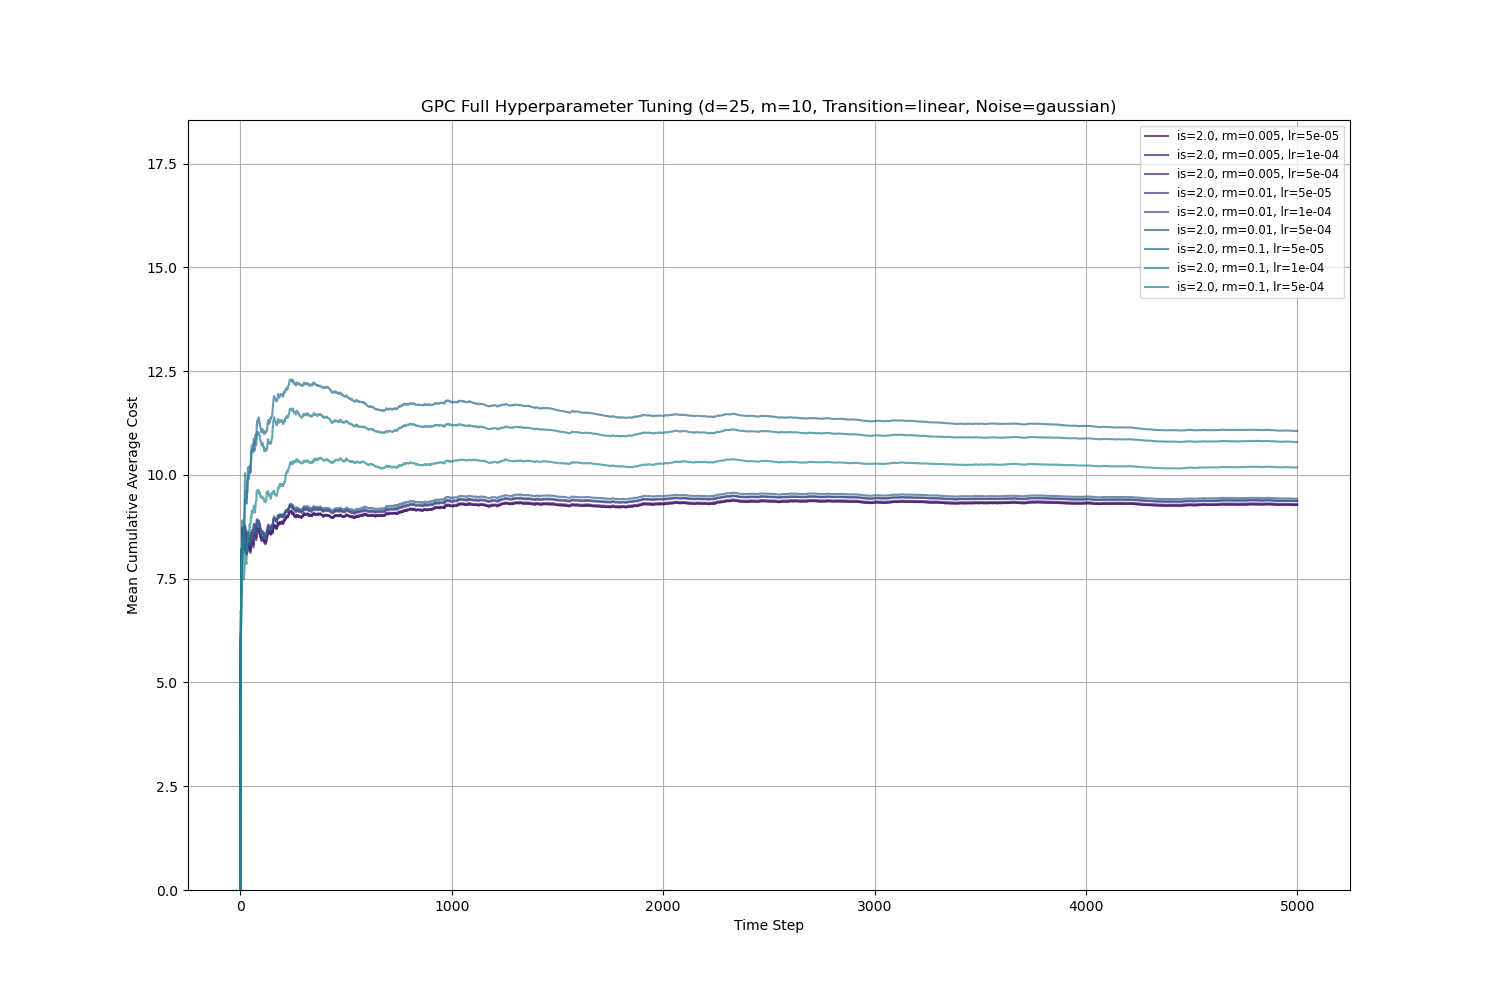 GPC Full Hyperparameter Tuning (d=25, m=10, Transition=linear, Noise=gaussian)
is=2.0, rm=0.005, lr=5e-05
is=2.0, rm=0.005, lr=1e-04
is=2.0, rm=0.005, lr=5e-04
is=2.0, rm=0.01, lr=5e-05
is=2.0, rm=0.01, lr=1e-04
is=2.0, rm=0.01, lr=5e-04
is=2.0, rm=0.1, lr=5e-05
is=2.0, rm=0.1, lr=1e-04
is=2.0, rm=0.1, lr=5e-04
Mean Cumulative Average Cost
17.5
15.0
12.5
10.0
7.5
5.0
2.5
0.0
0
1000
2000
3000
4000
5000
Time Step